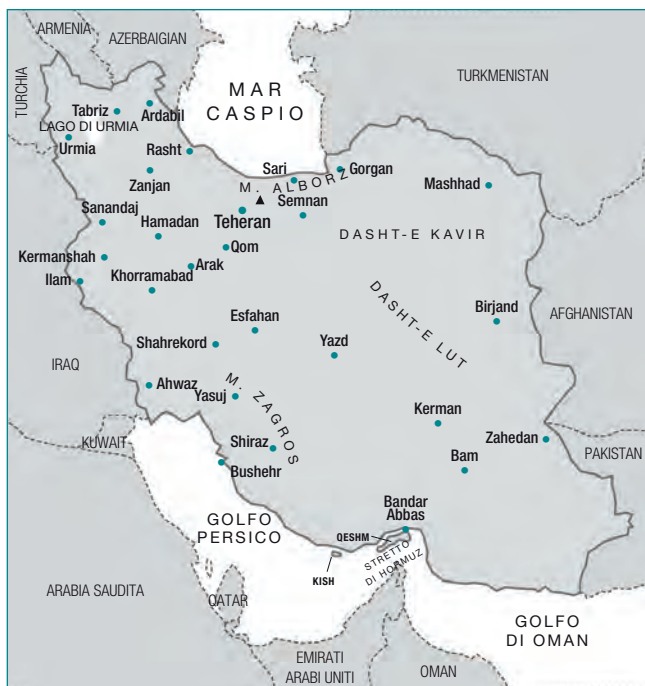 ARMENIA
AZERBAIGIAN
TURCHIA
MAR
CASPIO
TURKMENISTAN
Tabriz
Ardabil
LAGO DI URMIA
Urmia
Rasht
Zanjan
Sari
Gorgan
M. ALBORZ
Mashhad
Semnan
Teheran
Sanandaj
Hamadan
DASHT-E KAVIR
Qom
Kermanshah
Arak
Ilam
Khorramabad
DASHT-E LUT
Birjand
AFGHANISTAN
Esfahan
Shahrekord
Yazd
IRAQ
Ahwaz
Yasuj
M. ZAGROS
Kerman
KUWAIT
Shiraz
Zahedan
Bam
PAKISTAN
Bushehr
Bandar
Abbas
GOLFO
PERSICO
QESHM
STRETTO
DI HORMUZ
KISH
ARABIA SAUDITA
QATAR
GOLFO
DI OMAN
EMIRATI
ARABI UNITI
OMAN